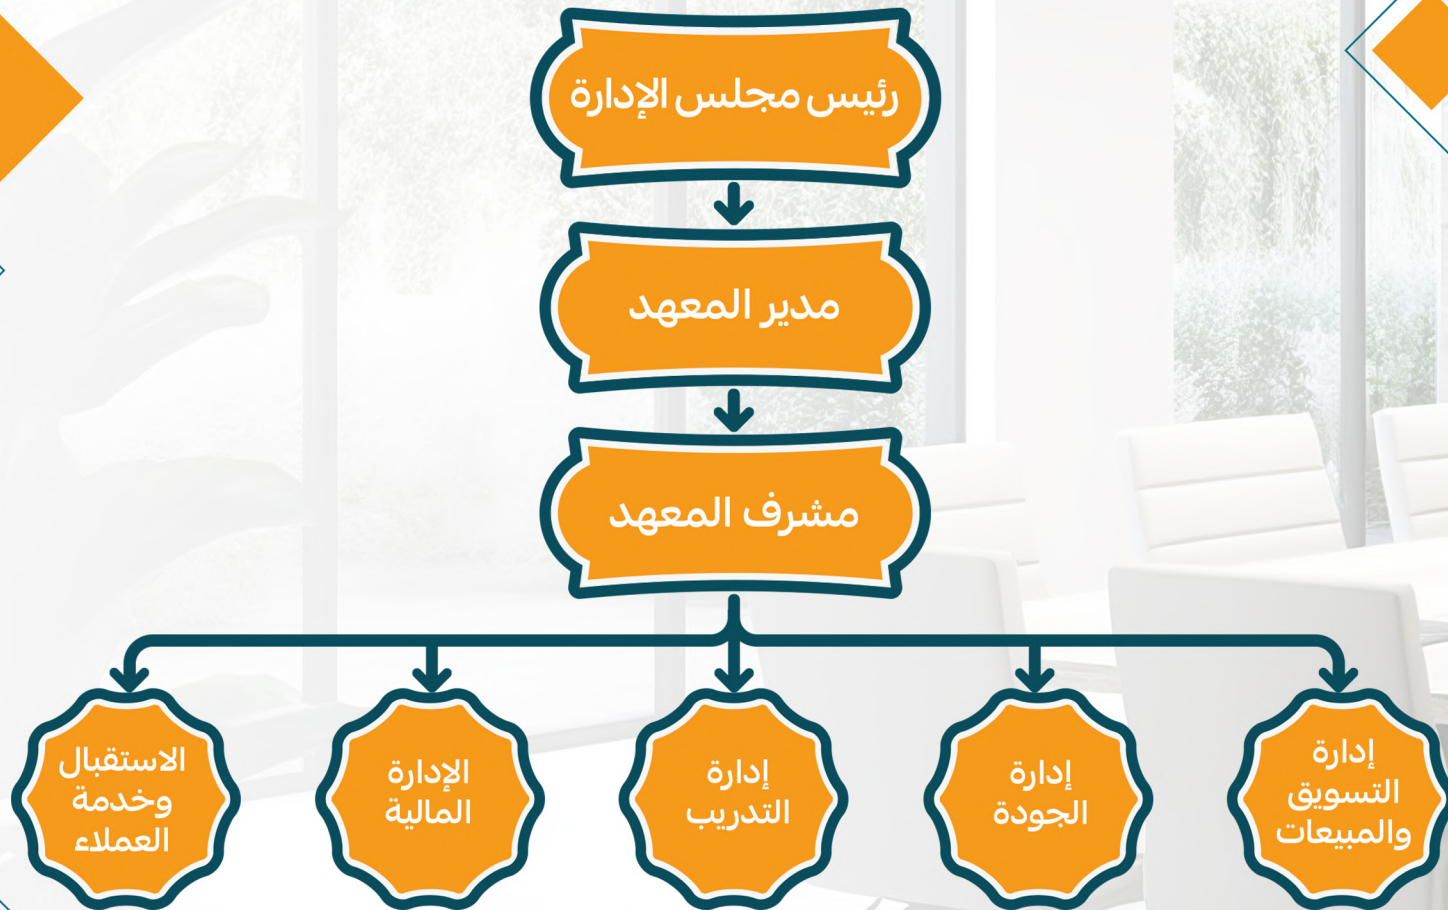 رئيس مجلس الإدارة
مدير المعهد
مشرف المعهد
إدارة
التسويق
والمبيعات
إدارة
الجودة
إدارة
التدريب
الإدارة
المالية
الاستقبال
وخدمة
العملاء